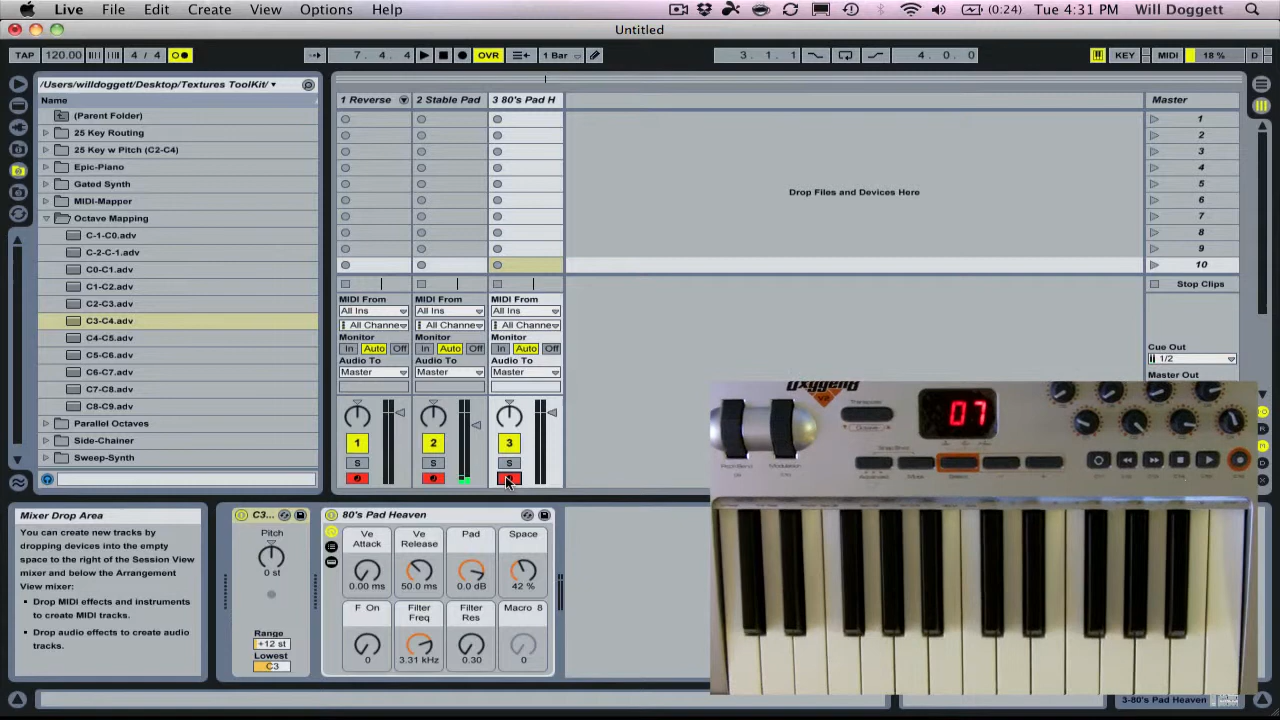 Live File Edit Create View Options Help
(0:24) Tue 4:31 PM Will Doggett
Untitled
TAP 120.00 4 / 4 7. 4. 4 OVR 1 Bar 3. 1. 1 4. 0. 0 KEY MIDI 18 % D
/Users/willdoggett/Desktop/Textures ToolKit/
Name
(Parent Folder)
25 Key Routing
25 Key w Pitch (C2-C4)
Epic-Piano
Gated Synth
MIDI-Mapper
Octave Mapping
C-1-C0.adv
C-2-C-1.adv
C0-C1.adv
C1-C2.adv
C2-C3.adv
C3-C4.adv
C4-C5.adv
C5-C6.adv
C6-C7.adv
C7-C8.adv
C8-C9.adv
Parallel Octaves
Side-Chainer
Sweep-Synth
1 Reverse 2 Stable Pad 3 80's Pad H Master
1
2
3
4
5
6
7
8
9
10
Drop Files and Devices Here
Stop Clips
MIDI From MIDI From MIDI From
All Ins All Ins All Ins
All Channe All Channe All Channe
Monitor Monitor Monitor
In Auto Off In Auto Off In Auto Off
Audio To Audio To Audio To
Master Master Master
Cue Out
1/2
Master Out
1 2 3
S S S
Mixer Drop Area
You can create new tracks by
dropping devices into the empty
space to the right of the Session View
mixer and below the Arrangement
View mixer:
Drop MIDI effects and instruments
to create MIDI tracks.
Drop audio effects to create audio
tracks.
C3...
Pitch
0 st
Range
+12 st
Lowest
C3
80's Pad Heaven
Ve Attack Ve Release Pad Space
0.00 ms 50.0 ms 0.0 dB 42 %
F On Filter Freq Filter Res Macro 8
0 3.31 kHz 0.30 0
Oxygen8
V2
Transpose
07
3-80's Pad Heaven